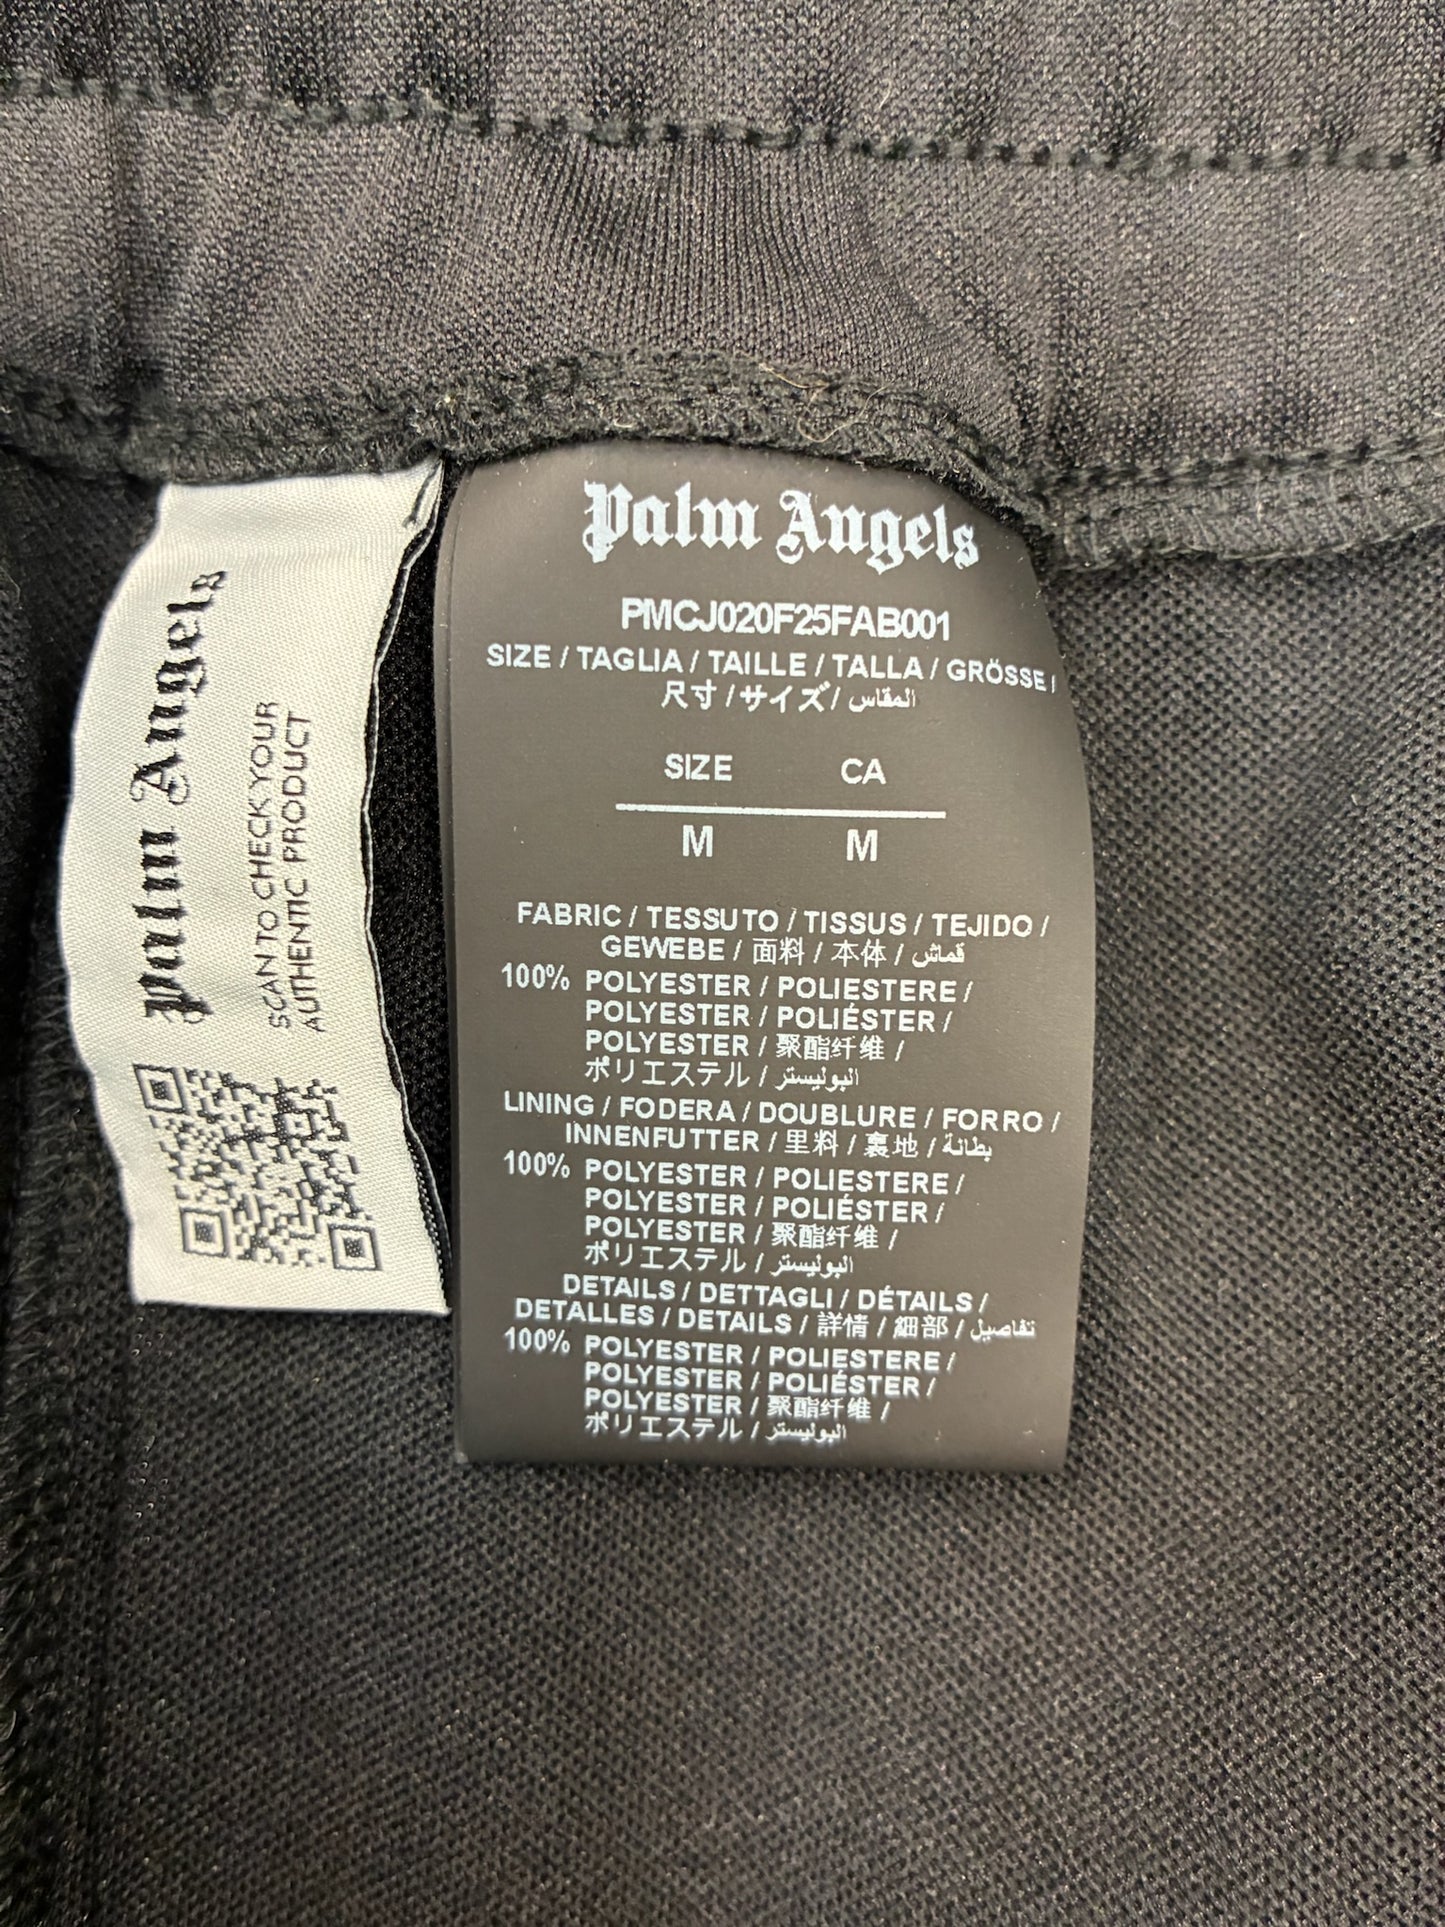 Palm Angels
SCAN TO CHECK YOUR
AUTHENTIC PRODUCT
Palm Angels
PMCJ020F25FAB001
SIZE / TAGLIA / TAILLE / TALLA / GRÖSSE /
尺寸 / サイズ / المقاس
SIZE CA
M M
FABRIC / TESSUTO / TISSUS / TEJIDO /
GEWEBE / 面料 / 本体 / قماش
100% POLYESTER / POLIESTERE /
POLYESTER / POLIÉSTER /
POLYESTER / 聚酯纤维 /
ポリエステル / البوليستر
LINING / FODERA / DOUBLURE / FORRO /
INNENFUTTER / 里料 / 裏地 / بطانة
100% POLYESTER / POLIESTERE /
POLYESTER / POLIÉSTER /
POLYESTER / 聚酯纤维 /
ポリエステル / البوليستر
DETAILS / DETTAGLI / DÉTAILS /
DETALLES / DETAILS / 詳情 / 細部 / تفاصيل
100% POLYESTER / POLIESTERE /
POLYESTER / POLIÉSTER /
POLYESTER / 聚酯纤维 /
ポリエステル / البوليستر